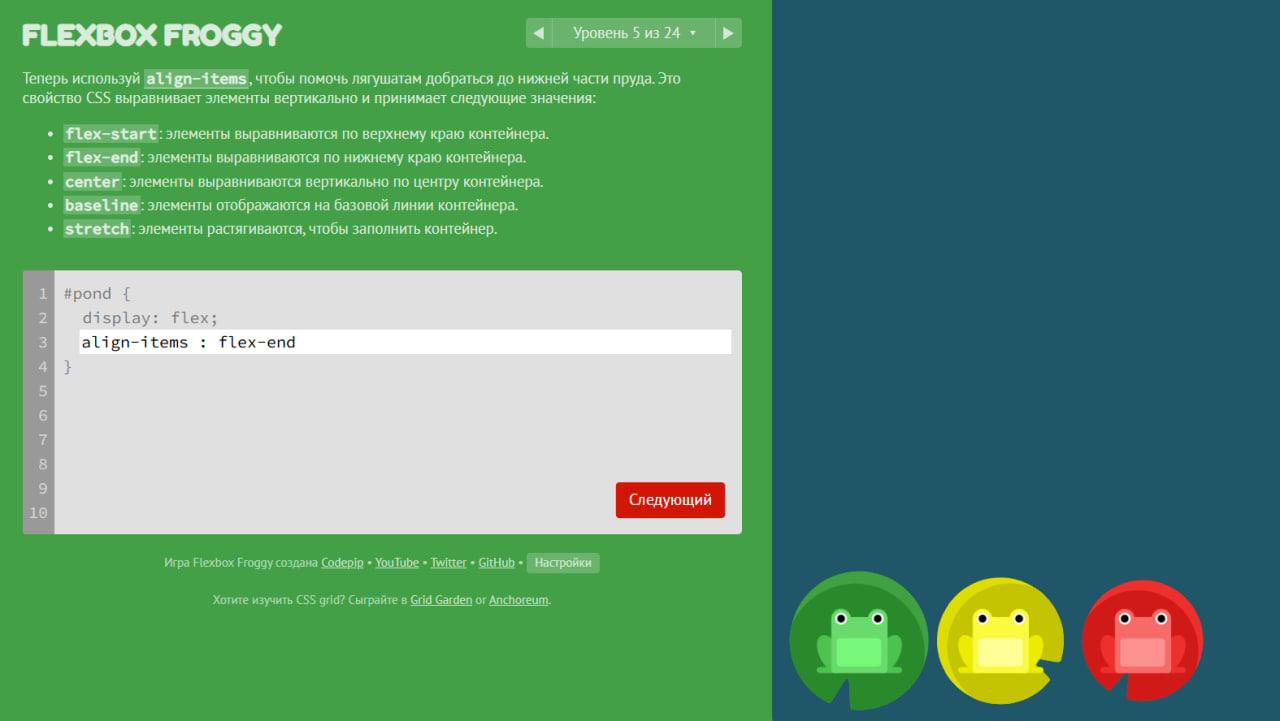 FLEXBOX FROGGY
◀ Уровень 5 из 24 ▼ ▶
Теперь используй align-items, чтобы помочь лягушатам добраться до нижней части пруда. Это
свойство CSS выравнивает элементы вертикально и принимает следующие значения:
• flex-start: элементы выравниваются по верхнему краю контейнера.
• flex-end: элементы выравниваются по нижнему краю контейнера.
• center: элементы выравниваются вертикально по центру контейнера.
• baseline: элементы отображаются на базовой линии контейнера.
• stretch: элементы растягиваются, чтобы заполнить контейнер.
1 #pond {
2 display: flex;
3 align-items : flex-end
4 }
5
6
7
8
9
10
Следующий
Игра Flexbox Froggy создана Codepip • YouTube • Twitter • GitHub • Настройки
Хотите изучить CSS grid? Сыграйте в Grid Garden or Anchoreum.